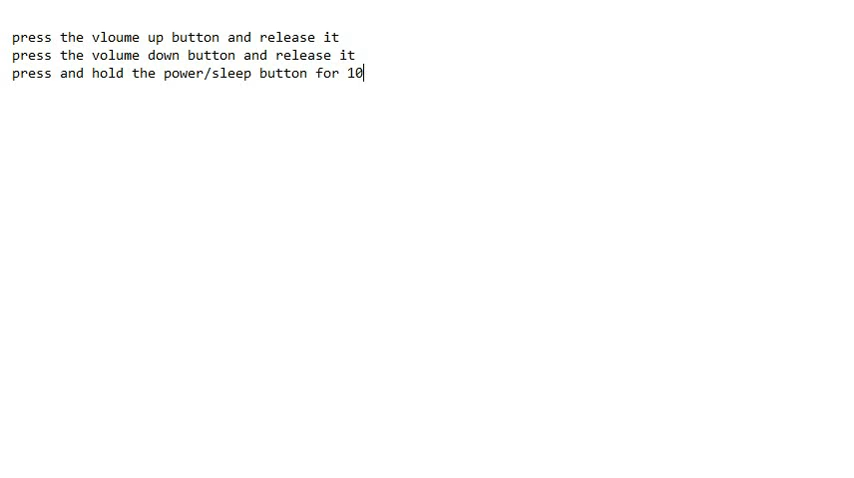 press the vloume up button and release it
press the volume down button and release it
press and hold the power/sleep button for 10